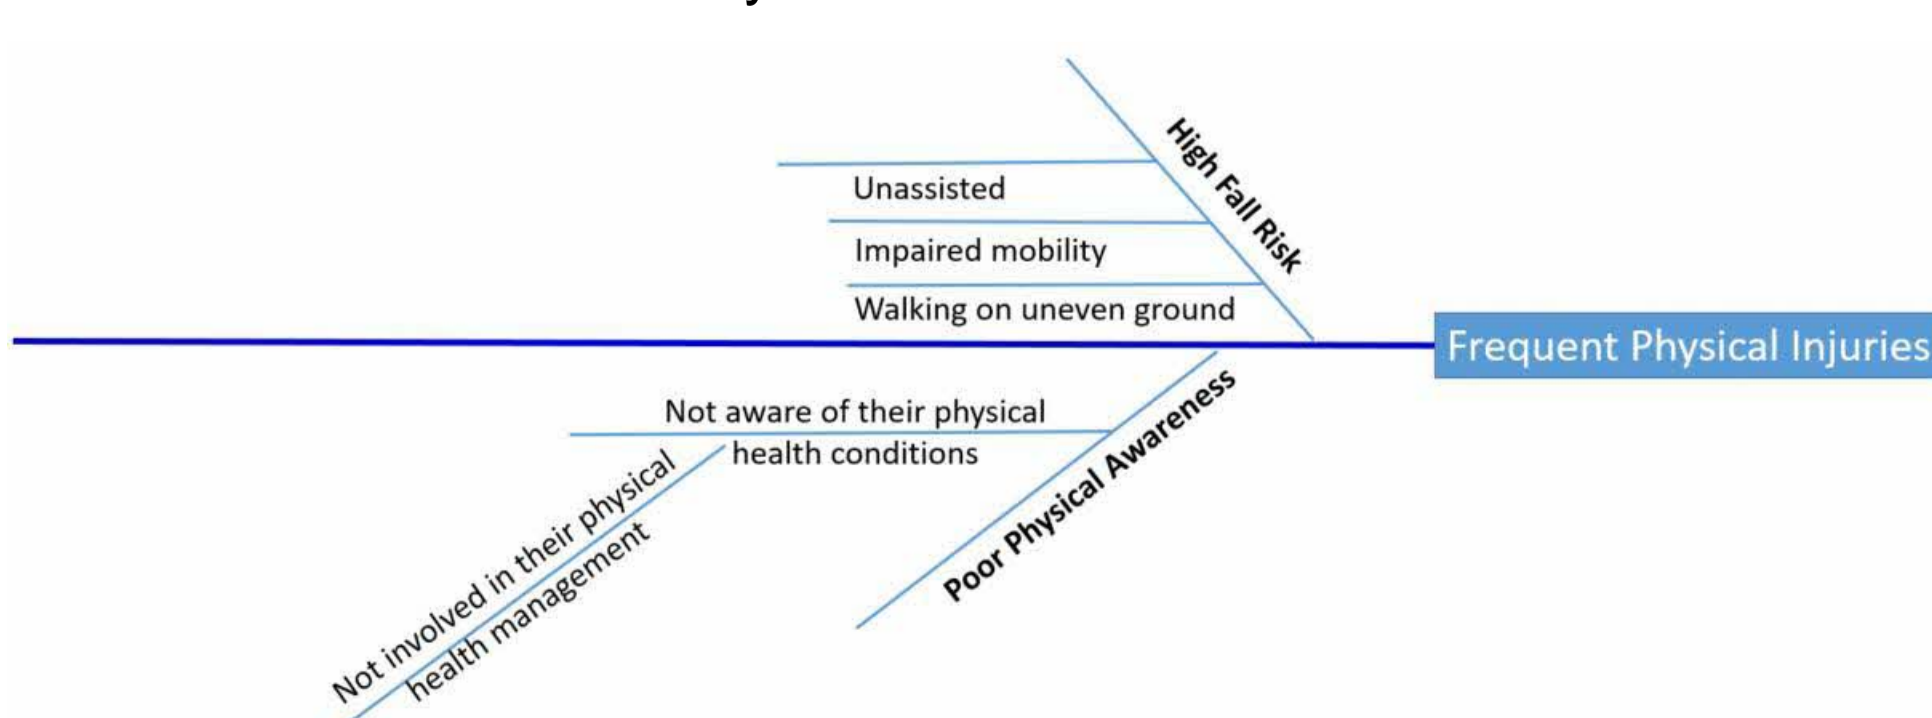 High Fall Risk
Unassisted
Impaired mobility
Walking on uneven ground
Frequent Physical Injuries
Not aware of their physical
health conditions
Poor Physical Awareness
Not involved in their physical
health management